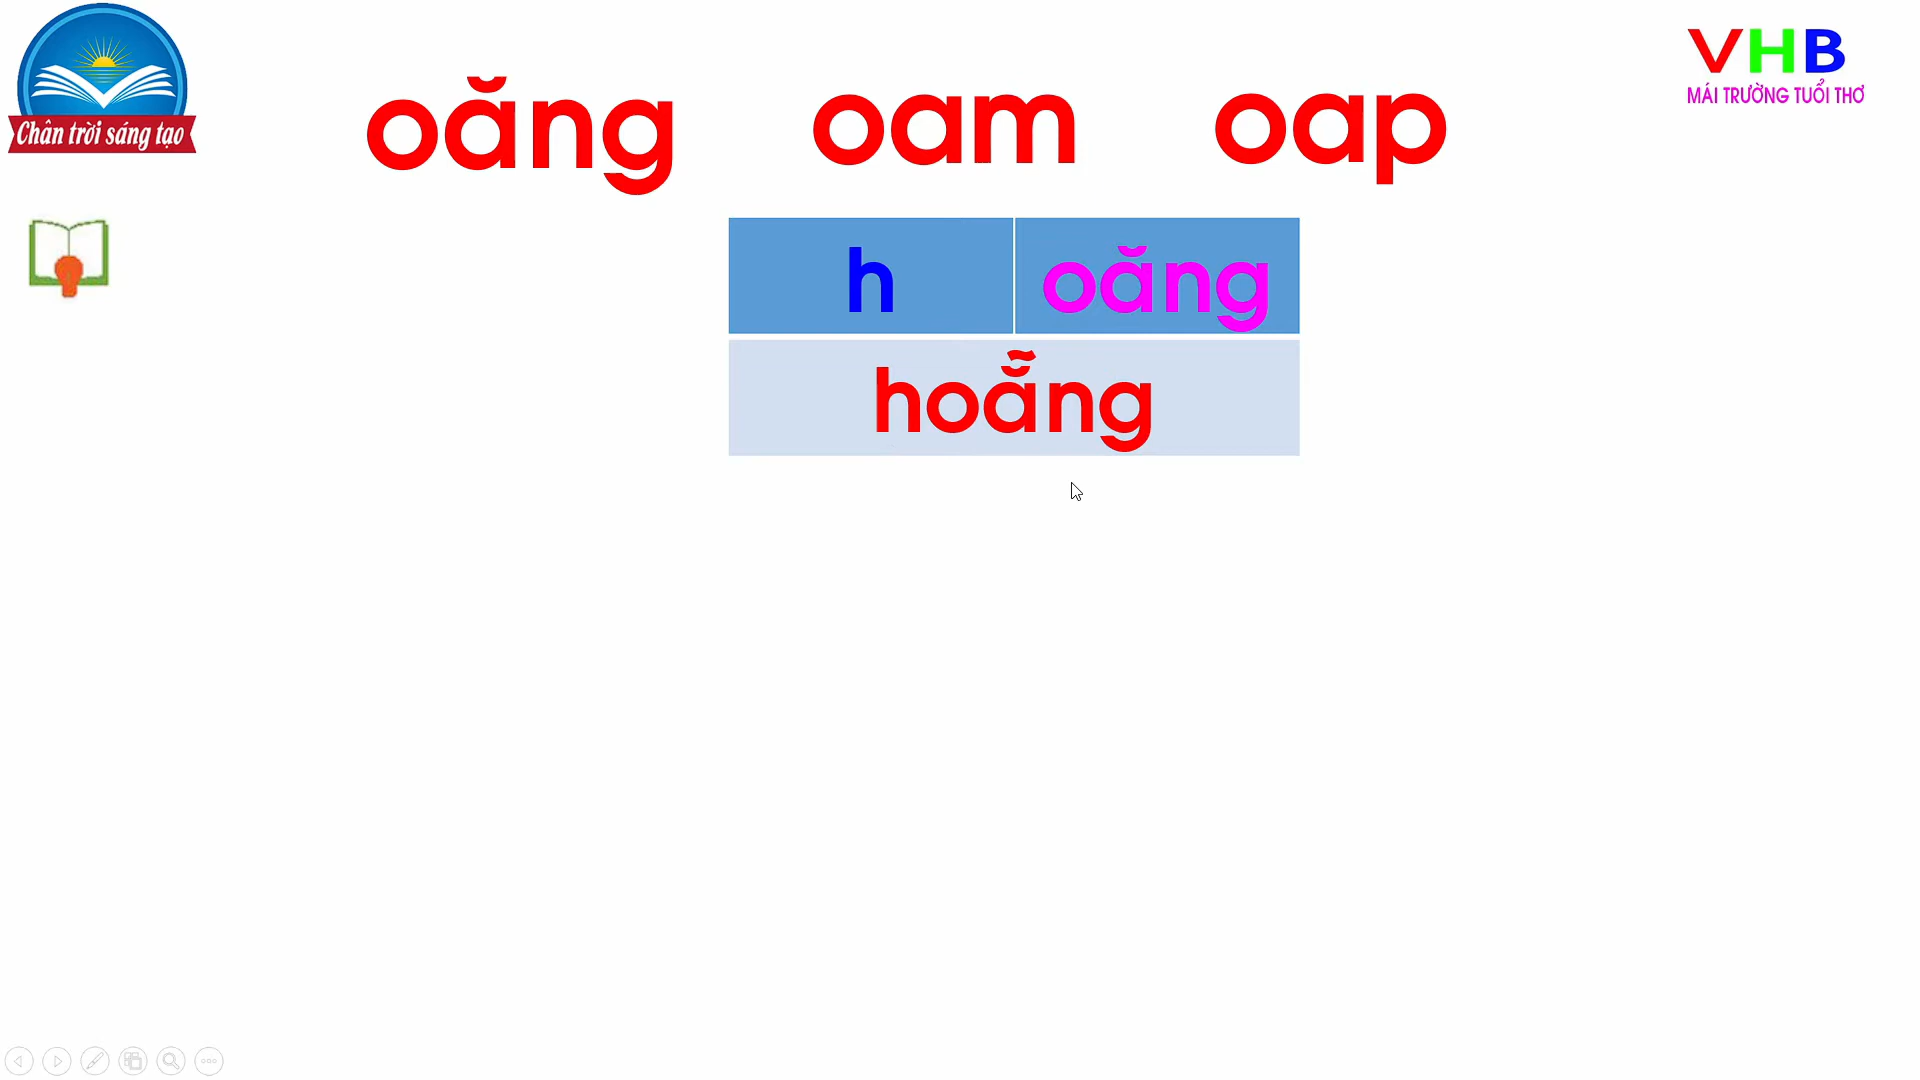 Chân trời sáng tạo
VHB
MÁI TRƯỜNG TUỔI THƠ
oăng oam oap
h oăng
hoẵng